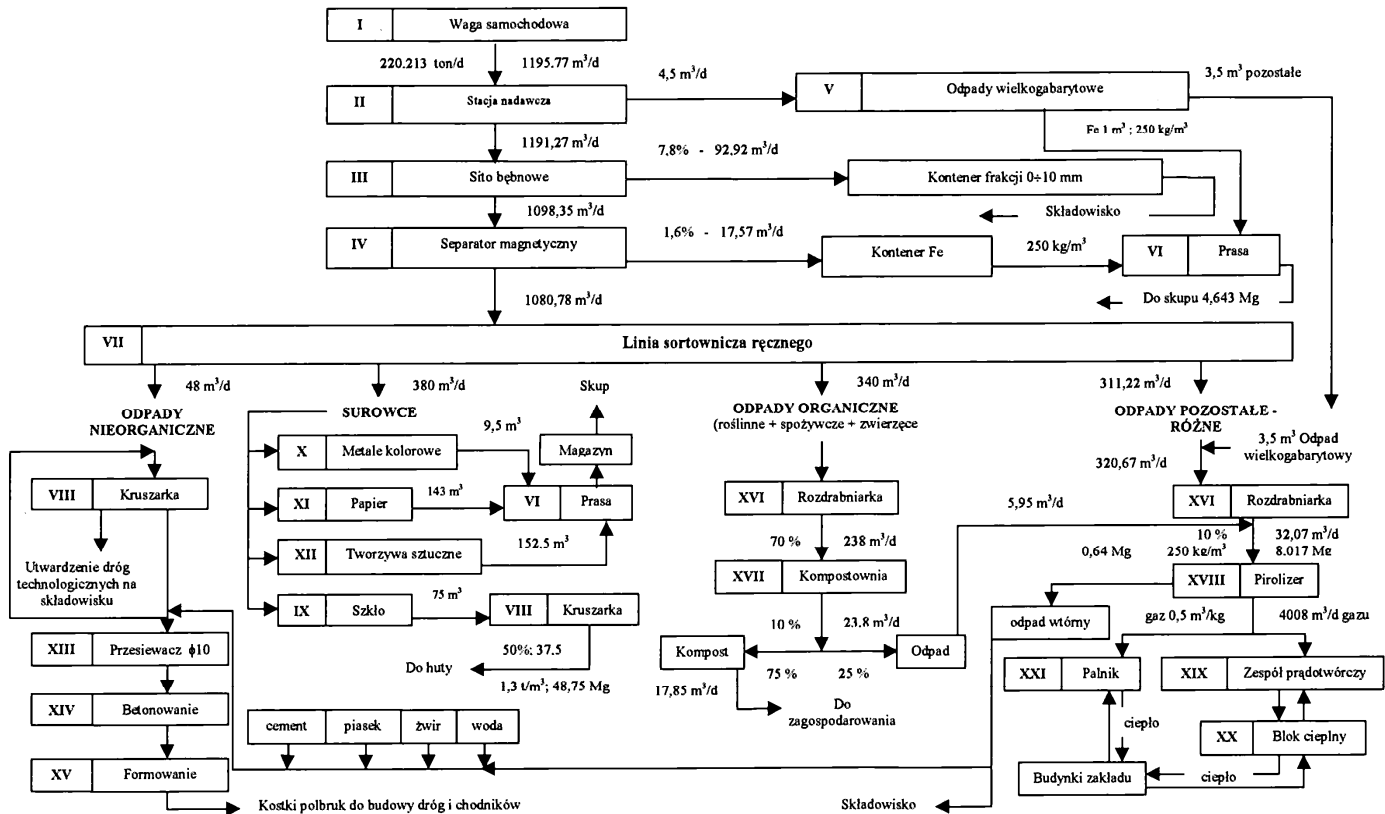 I Waga samochodowa
220.213 ton/d 1195.77 m³/d
II Stacja nadawcza
4,5 m³/d
V Odpady wielkogabarytowe
3,5 m³ pozostałe
Fe 1 m³ ; 250 kg/m³
1191,27 m³/d
III Sito bębnowe
7,8% - 92,92 m³/d
Kontener frakcji 0÷10 mm
Składowisko
1098,35 m³/d
IV Separator magnetyczny
1,6% - 17,57 m³/d
Kontener Fe
250 kg/m³
VI Prasa
Do skupu 4,643 Mg
1080,78 m³/d
VII Linia sortownicza ręcznego
48 m³/d
380 m³/d
340 m³/d
311,22 m³/d
ODPADY
NIEORGANICZNE
VIII Kruszarka
Utwardzenie dróg
technologicznych na
składowisku
XIII Przesiewacz ϕ10
XIV Betonowanie
XV Formowanie
Kostki polbruk do budowy dróg i chodników
SUROWCE
X Metale kolorowe
9,5 m³
XI Papier
143 m³
XII Tworzywa sztuczne
152.5 m³
IX Szkło
75 m³
VI Prasa
Magazyn
Skup
VIII Kruszarka
50%; 37.5
Do huty
1,3 t/m³; 48,75 Mg
cement piasek żwir woda
ODPADY ORGANICZNE
(roślinne + spożywcze + zwierzęce
XVI Rozdrabniarka
70 % 238 m³/d
XVII Kompostownia
10 % 23.8 m³/d
Kompost
Odpad
75 % 25 %
17,85 m³/d
Do
zagospodarowania
5,95 m³/d
ODPADY POZOSTAŁE -
RÓŻNE
3,5 m³ Odpad
wielkogabarytowy
320,67 m³/d
XVI Rozdrabniarka
10 % 32,07 m³/d
250 kg/m³ 8.017 Mg
0,64 Mg
XVIII Pirolizer
odpad wtórny
gaz 0,5 m³/kg 4008 m³/d gazu
XXI Palnik
XIX Zespół prądotwórczy
ciepło
XX Blok cieplny
Budynki zakładu
ciepło
Składowisko